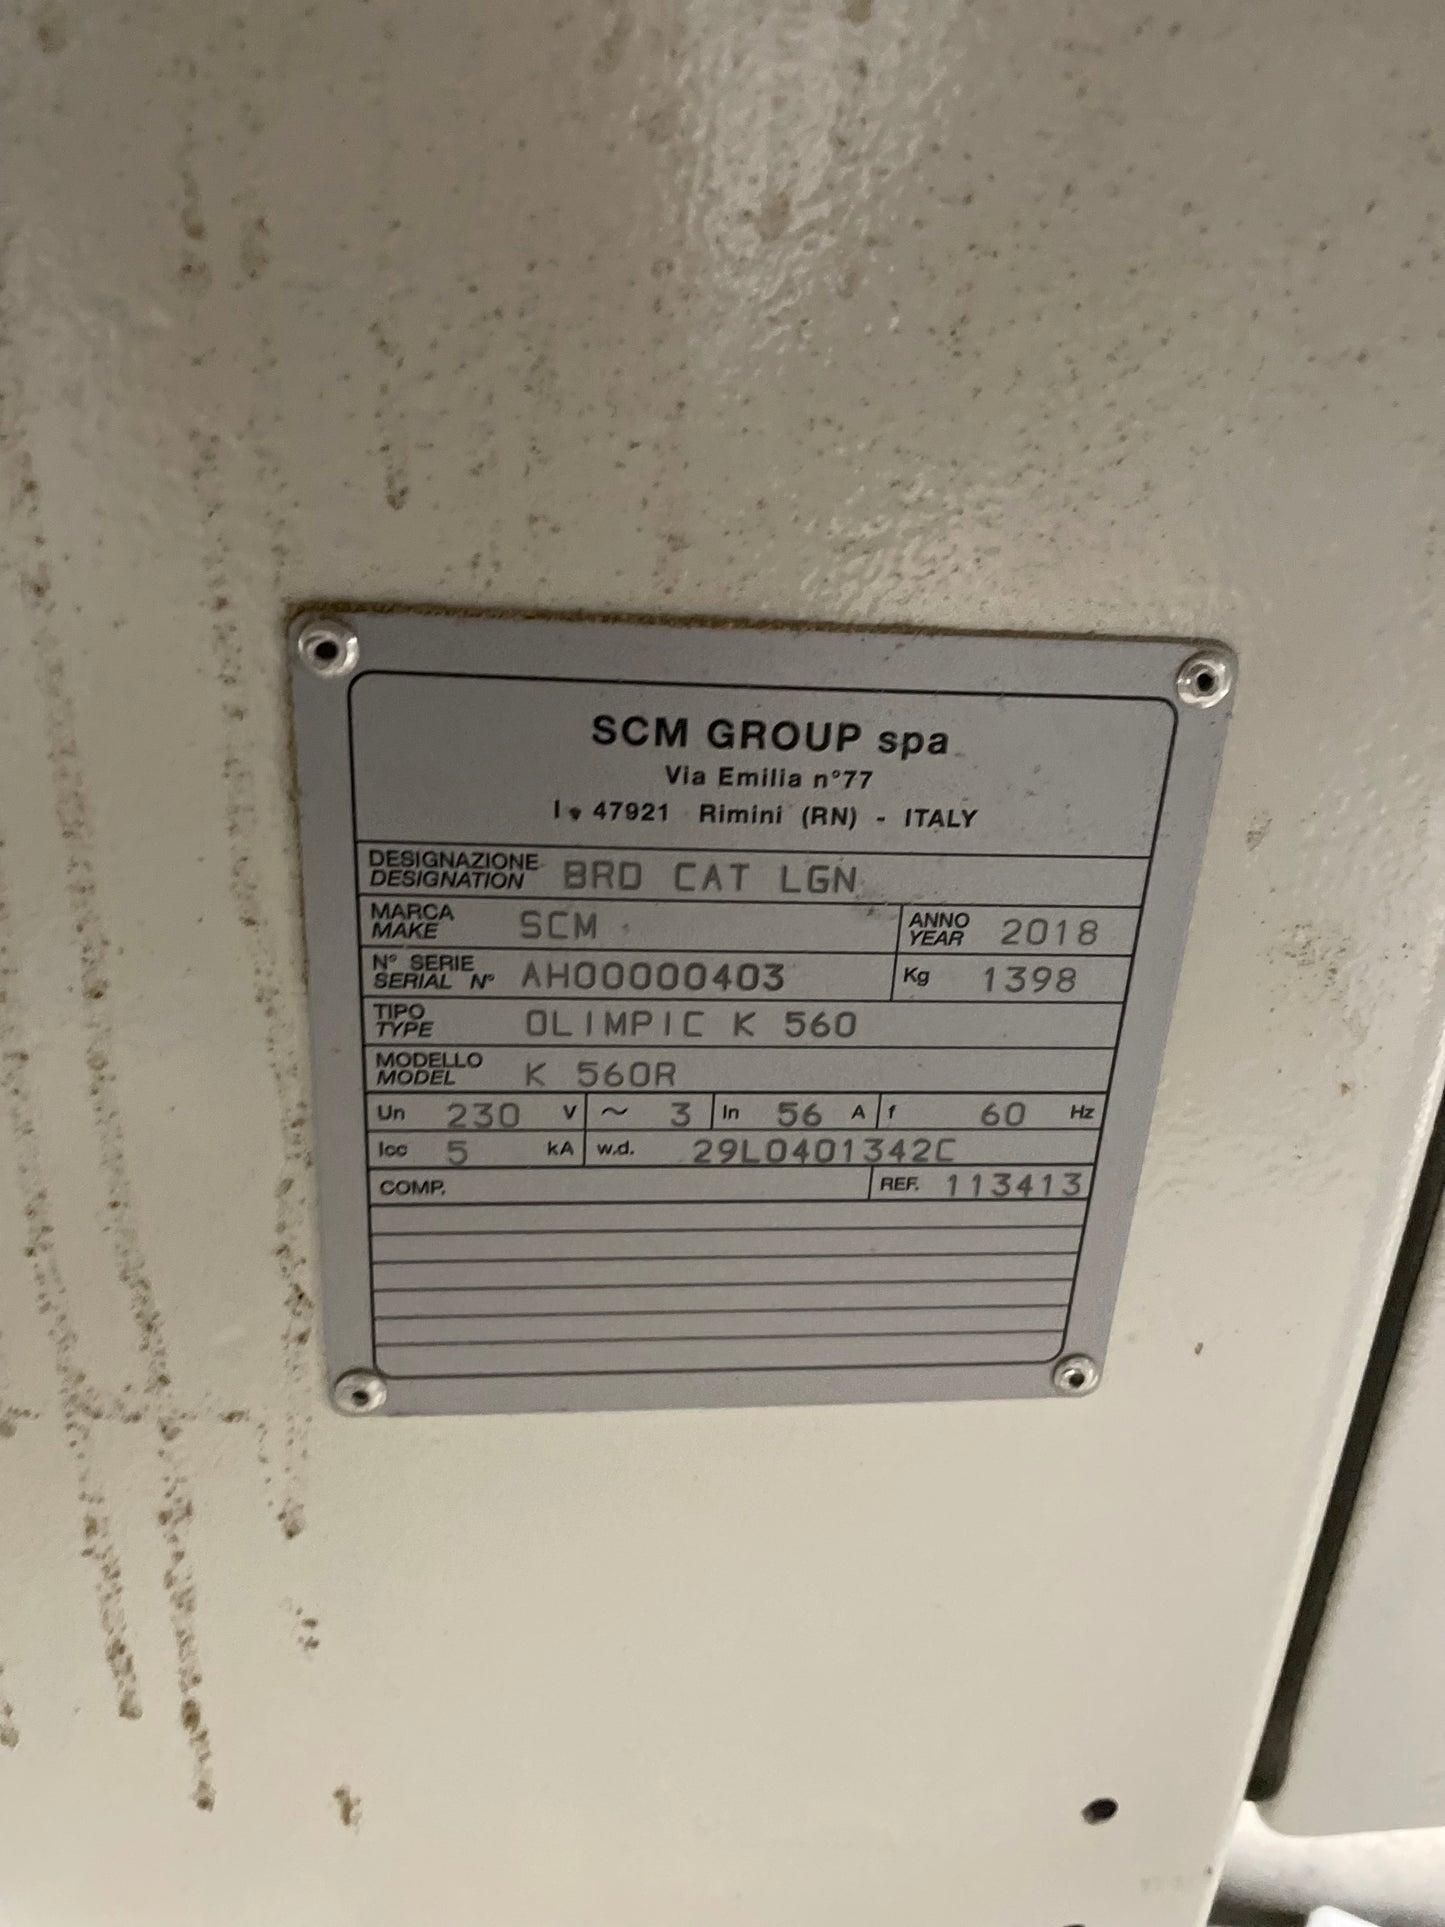 SCM GROUP spa
Via Emilia n°77
I - 47921 Rimini (RN) - ITALY
DESIGNAZIONE
DESIGNATION BRD CAT LGN
MARCA
MAKE SCM
ANNO
YEAR 2018
N° SERIE
SERIAL N° AH00000403
Kg 1398
TIPO
TYPE OLIMPIC K 560
MODELLO
MODEL K 560R
Un 230 V ~ 3 In 56 A f 60 Hz
Icc 5 kA w.d. 29L0401342C
COMP. REF. 113413